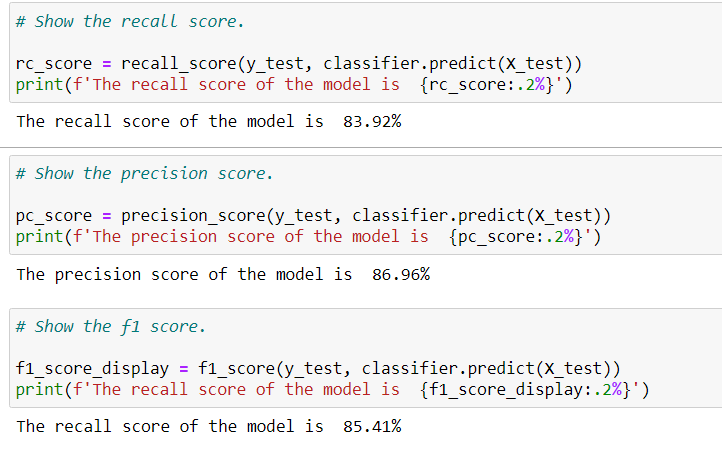 # Show the recall score.
rc_score = recall_score(y_test, classifier.predict(X_test))
print(f'The recall score of the model is  {rc_score:.2%}')
The recall score of the model is  83.92%
# Show the precision score.
pc_score = precision_score(y_test, classifier.predict(X_test))
print(f'The precision score of the model is  {pc_score:.2%}')
The precision score of the model is  86.96%
# Show the f1 score.
f1_score_display = f1_score(y_test, classifier.predict(X_test))
print(f'The recall score of the model is  {f1_score_display:.2%}')
The recall score of the model is  85.41%